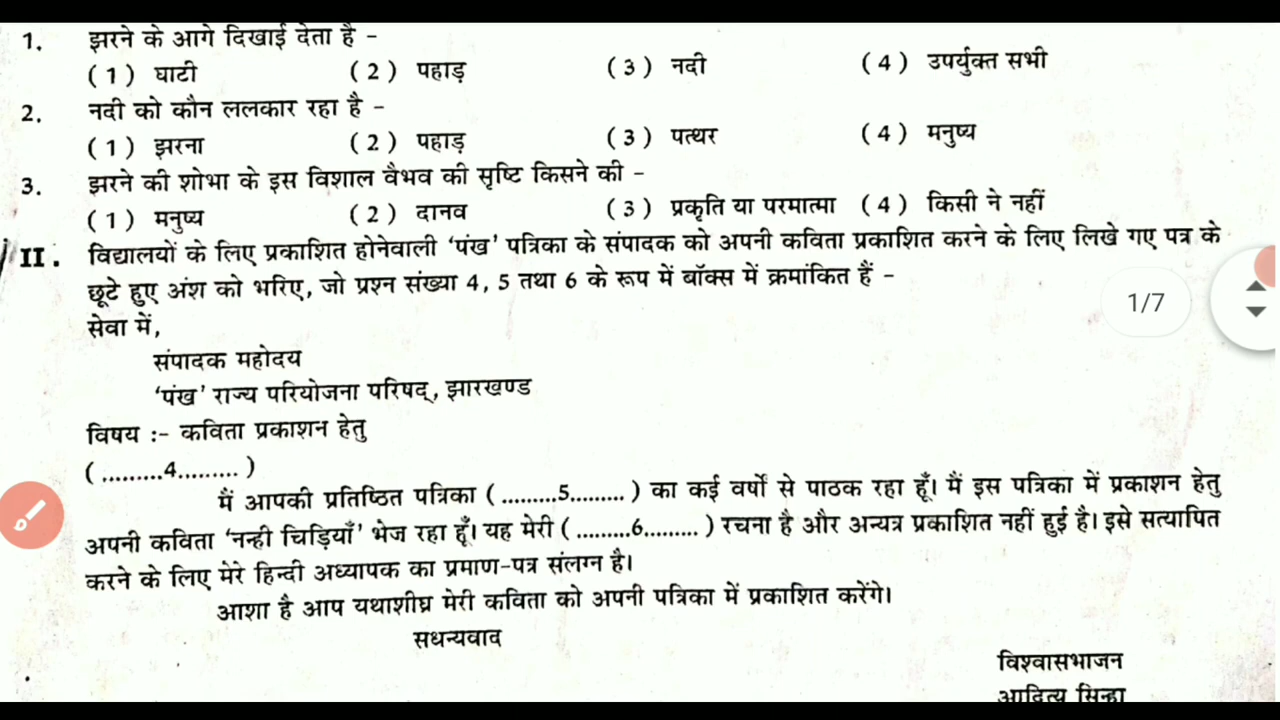 1. झरने के आगे दिखाई देता है –
(1) घाटी (2) पहाड़ (3) नदी (4) उपर्युक्त सभी
2. नदी को कौन ललकार रहा है –
(1) झरना (2) पहाड़ (3) पत्थर (4) मनुष्य
3. झरने की शोभा के इस विशाल वैभव की सृष्टि किसने की –
(1) मनुष्य (2) दानव (3) प्रकृति या परमात्मा (4) किसी ने नहीं
II. विद्यालयों के लिए प्रकाशित होनेवाली 'पंख' पत्रिका के संपादक को अपनी कविता प्रकाशित करने के लिए लिखे गए पत्र के
छूटे हुए अंश को भरिए, जो प्रश्न संख्या 4, 5 तथा 6 के रूप में बॉक्स में क्रमांकित हैं –
1/7
सेवा में,
संपादक महोदय
'पंख' राज्य परियोजना परिषद्, झारखण्ड
विषय :- कविता प्रकाशन हेतु
(.........4.........)
मैं आपकी प्रतिष्ठित पत्रिका (.........5.........) का कई वर्षों से पाठक रहा हूँ। मैं इस पत्रिका में प्रकाशन हेतु
अपनी कविता 'नन्ही चिड़ियाँ' भेज रहा हूँ। यह मेरी (.........6.........) रचना है और अन्यत्र प्रकाशित नहीं हुई है। इसे सत्यापित
करने के लिए मेरे हिन्दी अध्यापक का प्रमाण-पत्र संलग्न है।
आशा है आप यथाशीघ्र मेरी कविता को अपनी पत्रिका में प्रकाशित करेंगे।
सधन्यवाद
विश्वासभाजन
आदित्य सिन्हा